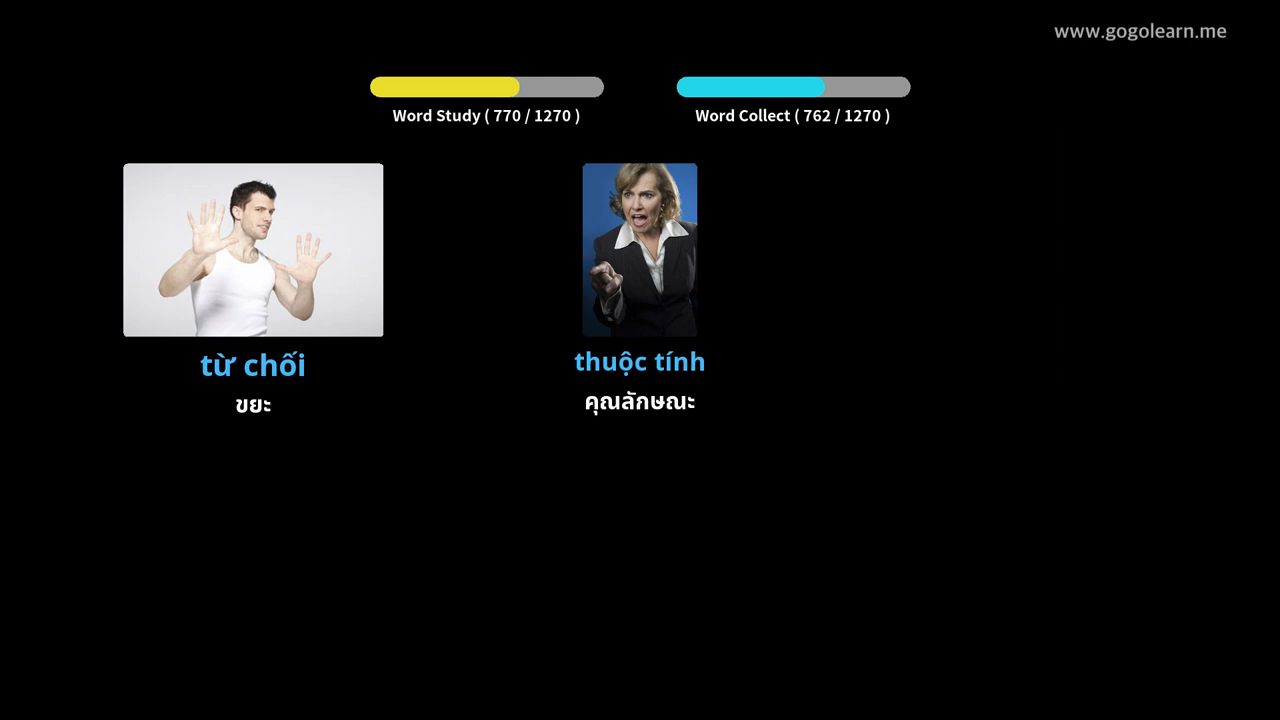 www.gogolearn.me
Word Study ( 770 / 1270 )
Word Collect ( 762 / 1270 )
từ chối
ขยะ
thuộc tính
คุณลักษณะ